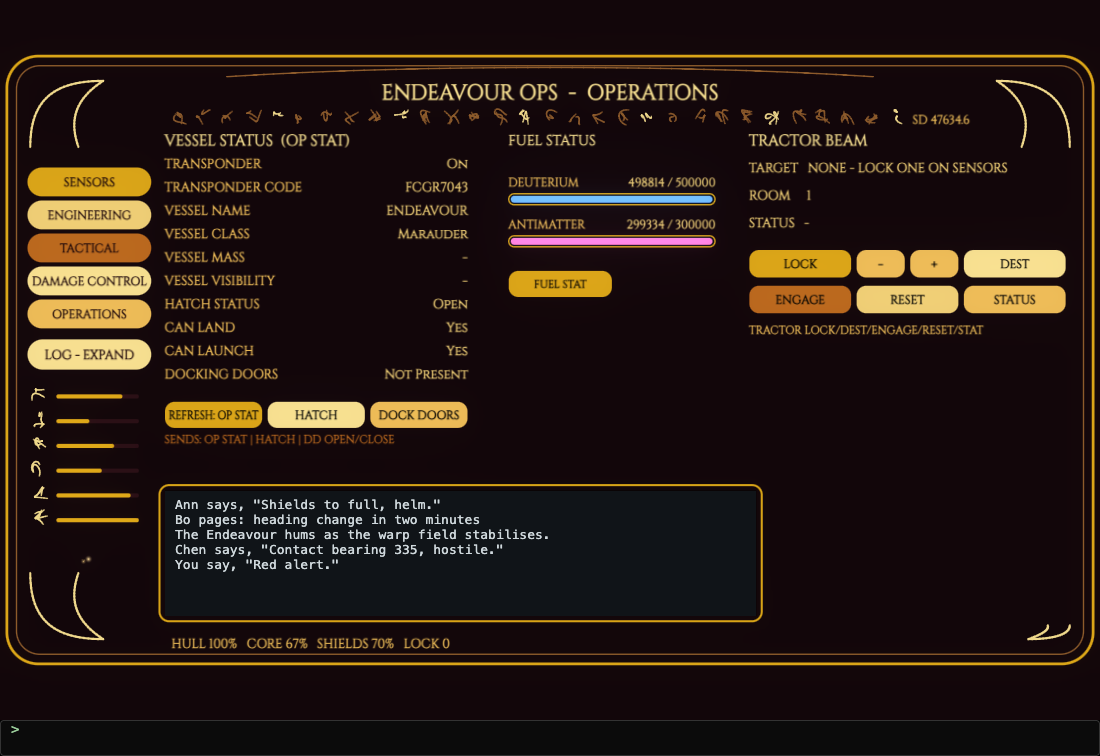 ENDEAVOUR OPS - OPERATIONS
SD 47634.6
SENSORS
ENGINEERING
TACTICAL
DAMAGE CONTROL
OPERATIONS
LOG - EXPAND
VESSEL STATUS (OP STAT)
TRANSPONDER ON
TRANSPONDER CODE FCGR7043
VESSEL NAME ENDEAVOUR
VESSEL CLASS MARAUDER
VESSEL MASS -
VESSEL VISIBILITY -
HATCH STATUS OPEN
CAN LAND YES
CAN LAUNCH YES
DOCKING DOORS NOT PRESENT
REFRESH: OP STAT HATCH DOCK DOORS
SENDS: OP STAT | HATCH | DD OPEN/CLOSE
FUEL STATUS
DEUTERIUM 498814 / 500000
ANTIMATTER 299334 / 300000
FUEL STAT
TRACTOR BEAM
TARGET NONE - LOCK ONE ON SENSORS
ROOM 1
STATUS -
LOCK - + DEST
ENGAGE RESET STATUS
TRACTOR LOCK/DEST/ENGAGE/RESET/STAT
Ann says, "Shields to full, helm."
Bo pages: heading change in two minutes
The Endeavour hums as the warp field stabilises.
Chen says, "Contact bearing 335, hostile."
You say, "Red alert."
HULL 100% CORE 67% SHIELDS 70% LOCK 0
>